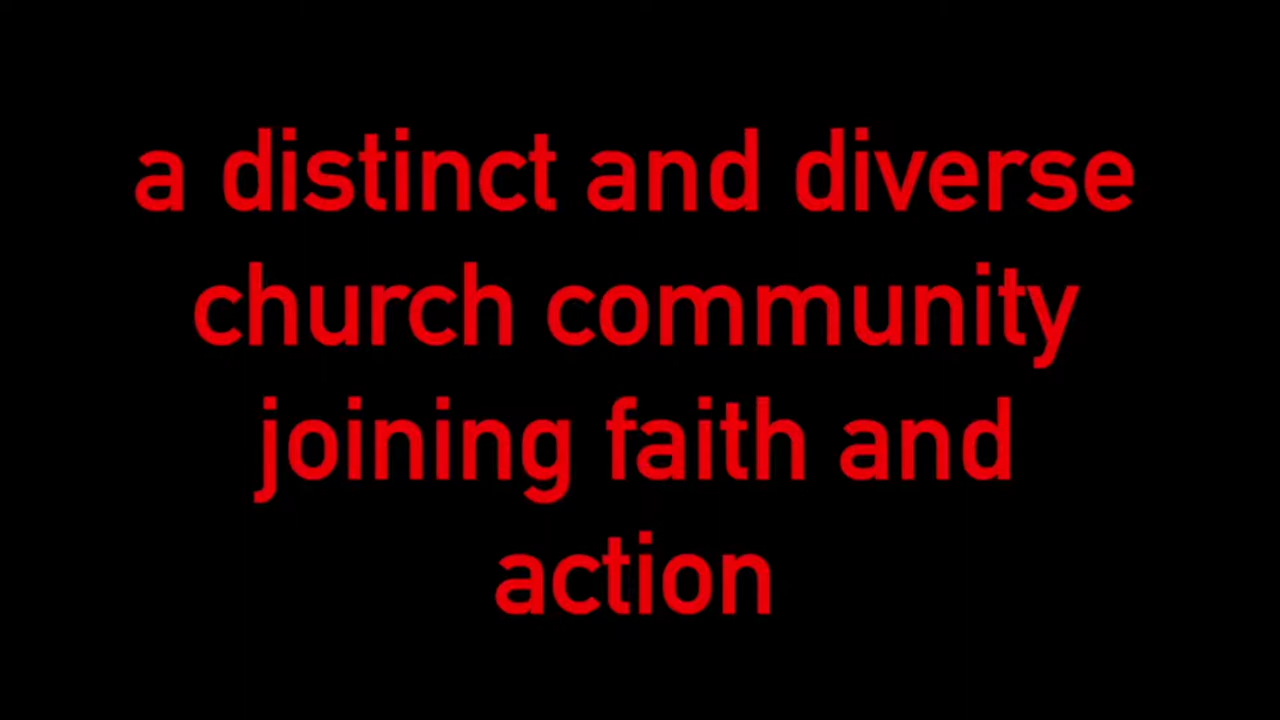 a distinct and diverse
church community
joining faith and
action